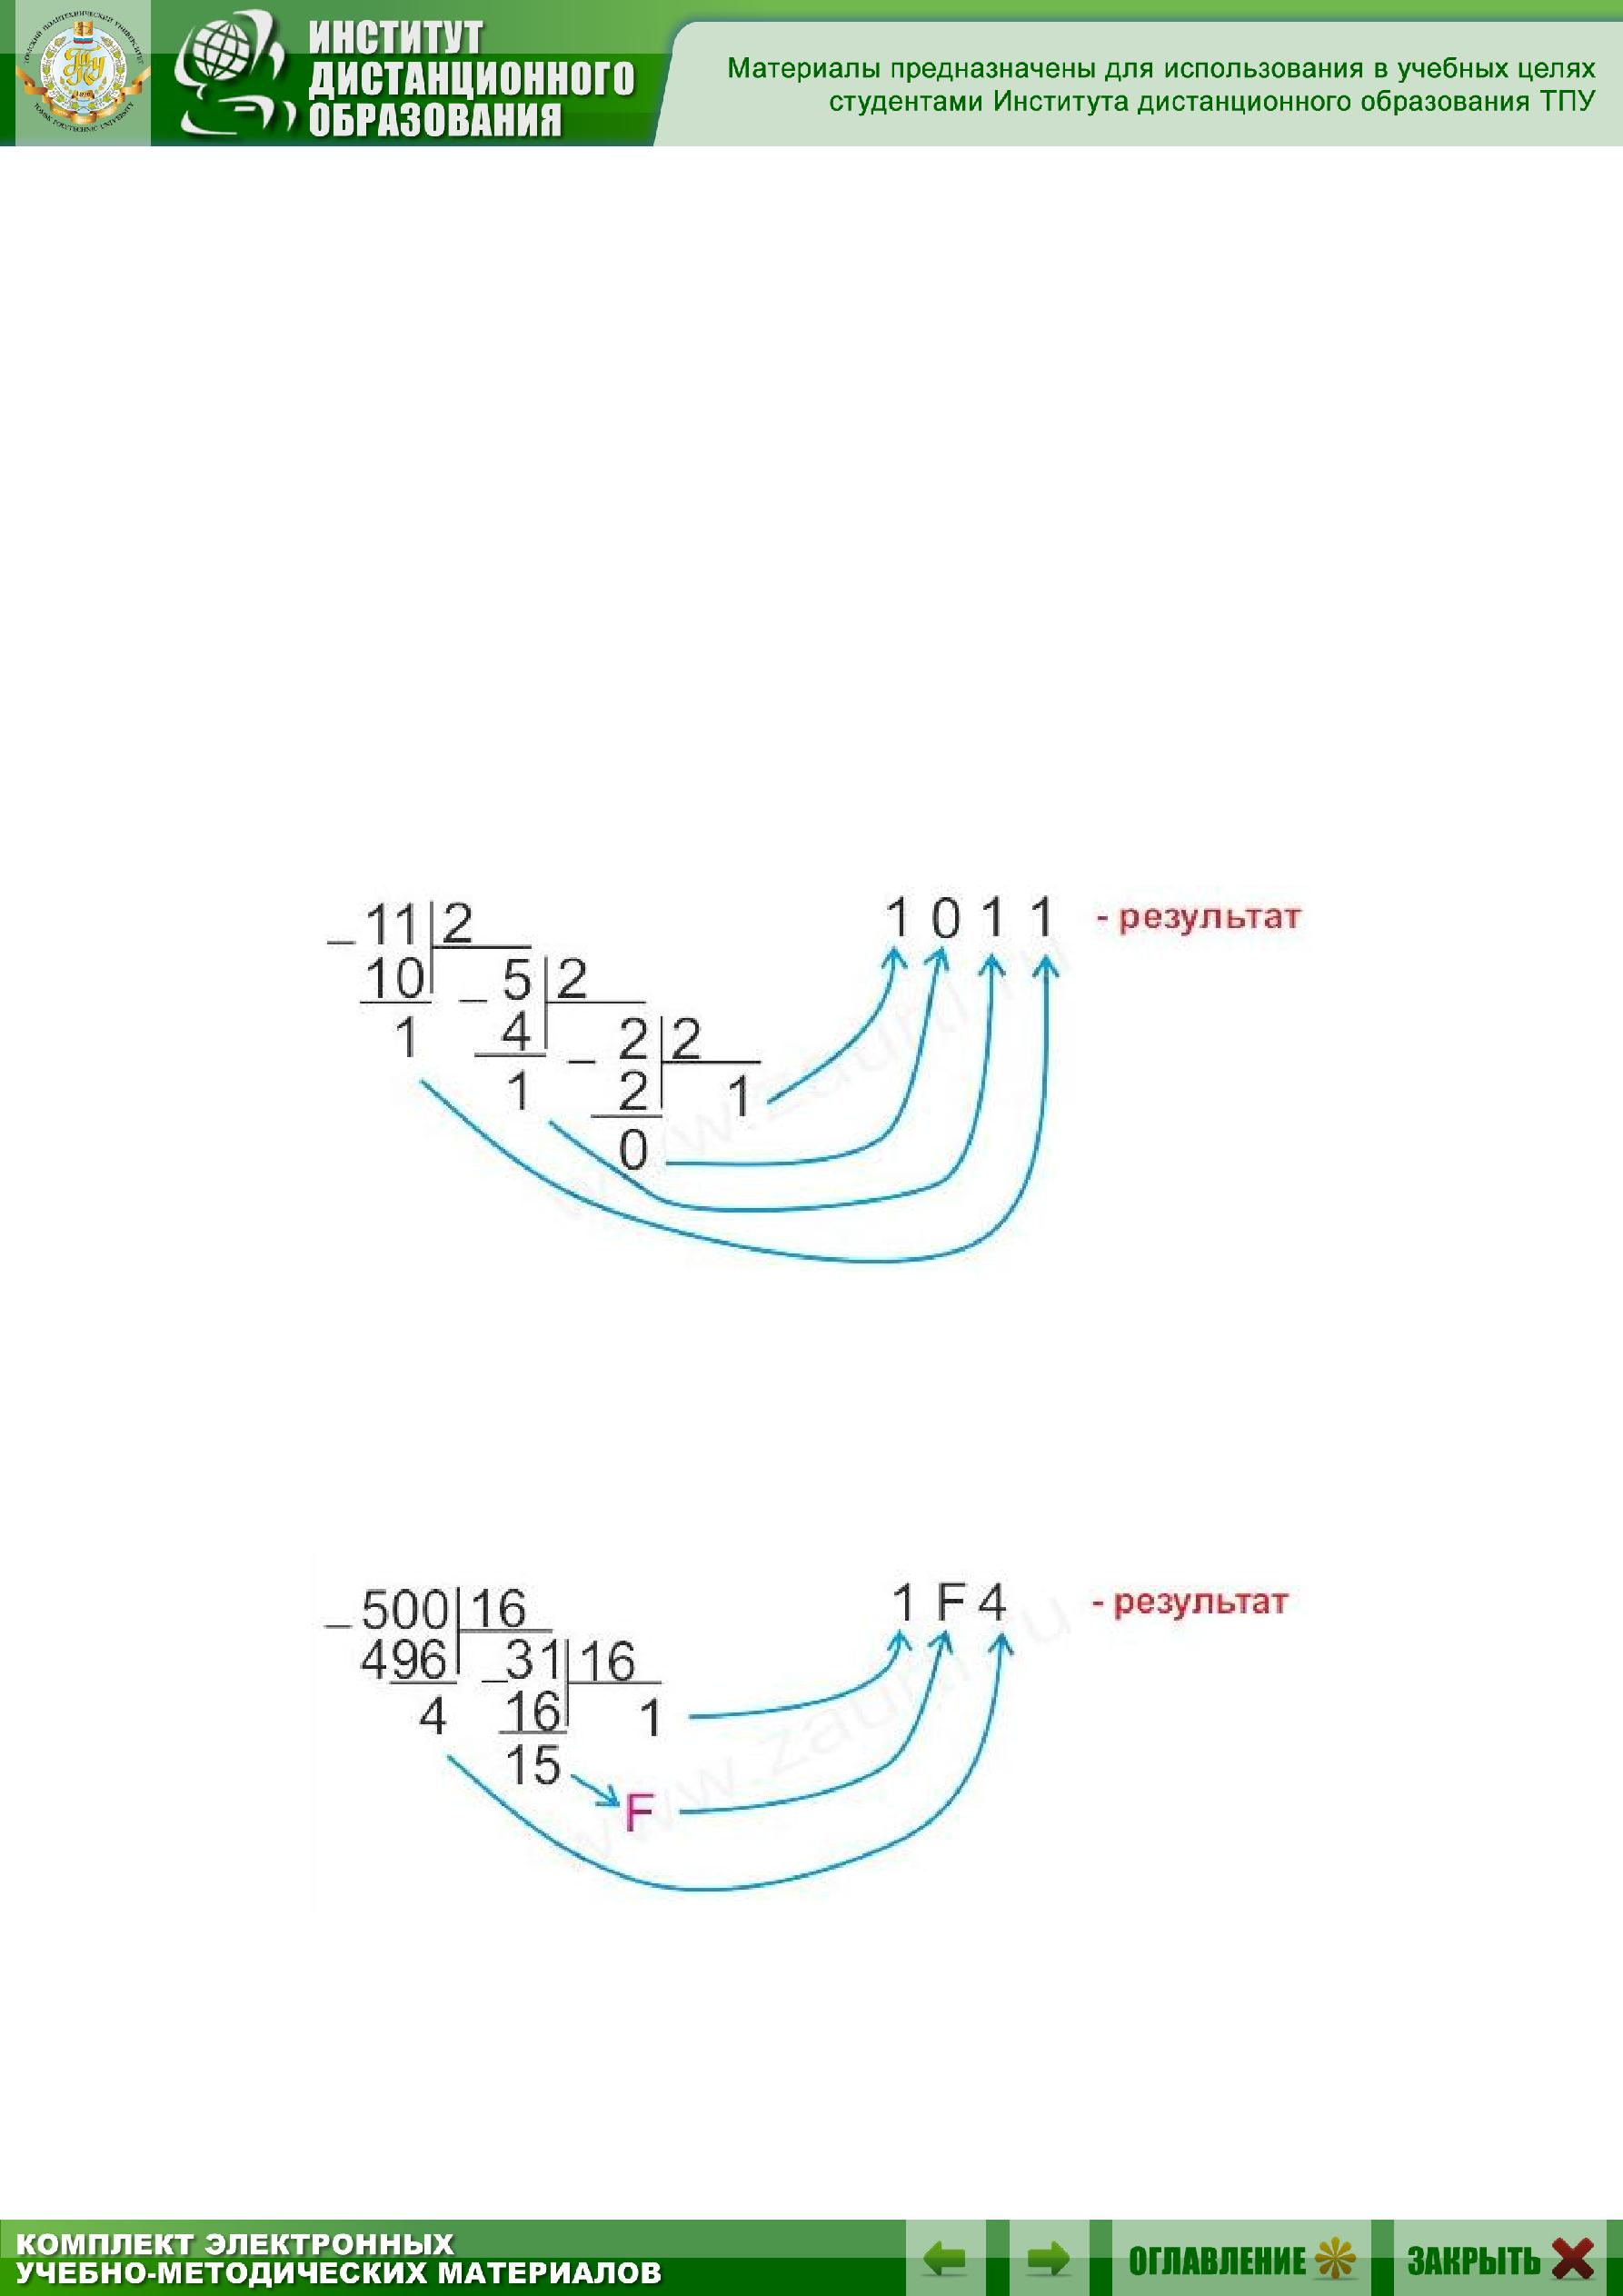 ИНСТИТУТ
ДИСТАНЦИОННОГО
ОБРАЗОВАНИЯ
Материалы предназначены для использования в учебных целях
студентами Института дистанционного образования ТПУ
11 2
10 5 2
1 4 2 2
1 2 1
0
1 0 1 1 - результат
500 16
496 31 16
4 16 1
15
F
1 F 4 - результат
КОМПЛЕКТ ЭЛЕКТРОННЫХ
УЧЕБНО-МЕТОДИЧЕСКИХ МАТЕРИАЛОВ
ОГЛАВЛЕНИЕ
ЗАКРЫТЬ